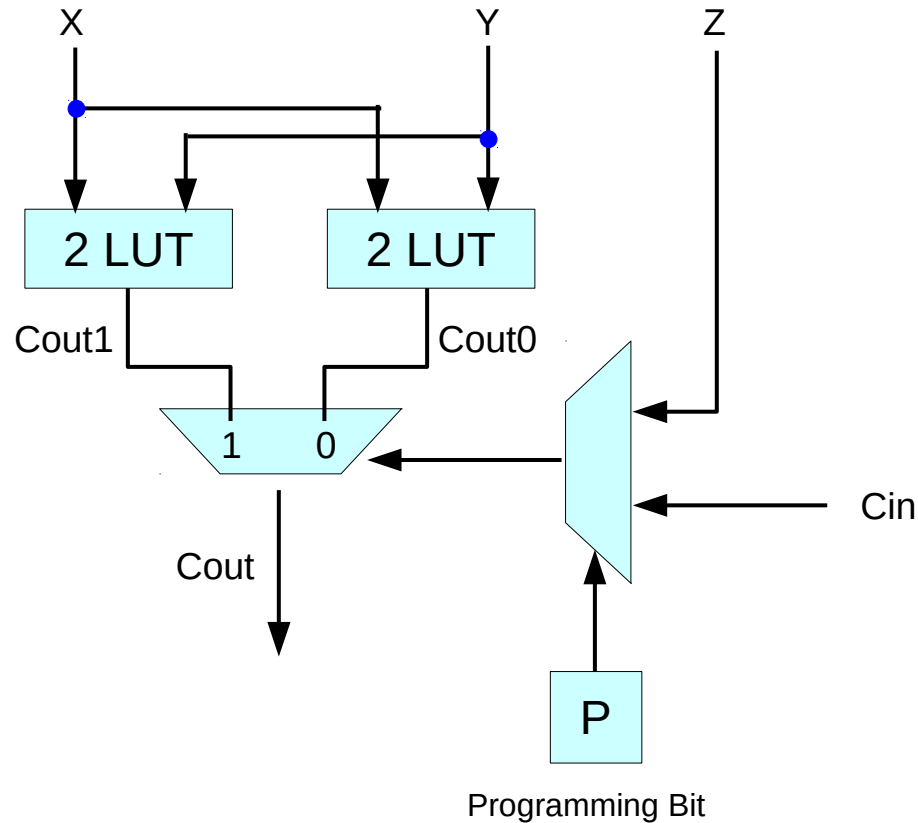 X
Y
Z
2 LUT
2 LUT
Cout1
Cout0
1
0
Cin
Cout
P
Programming Bit